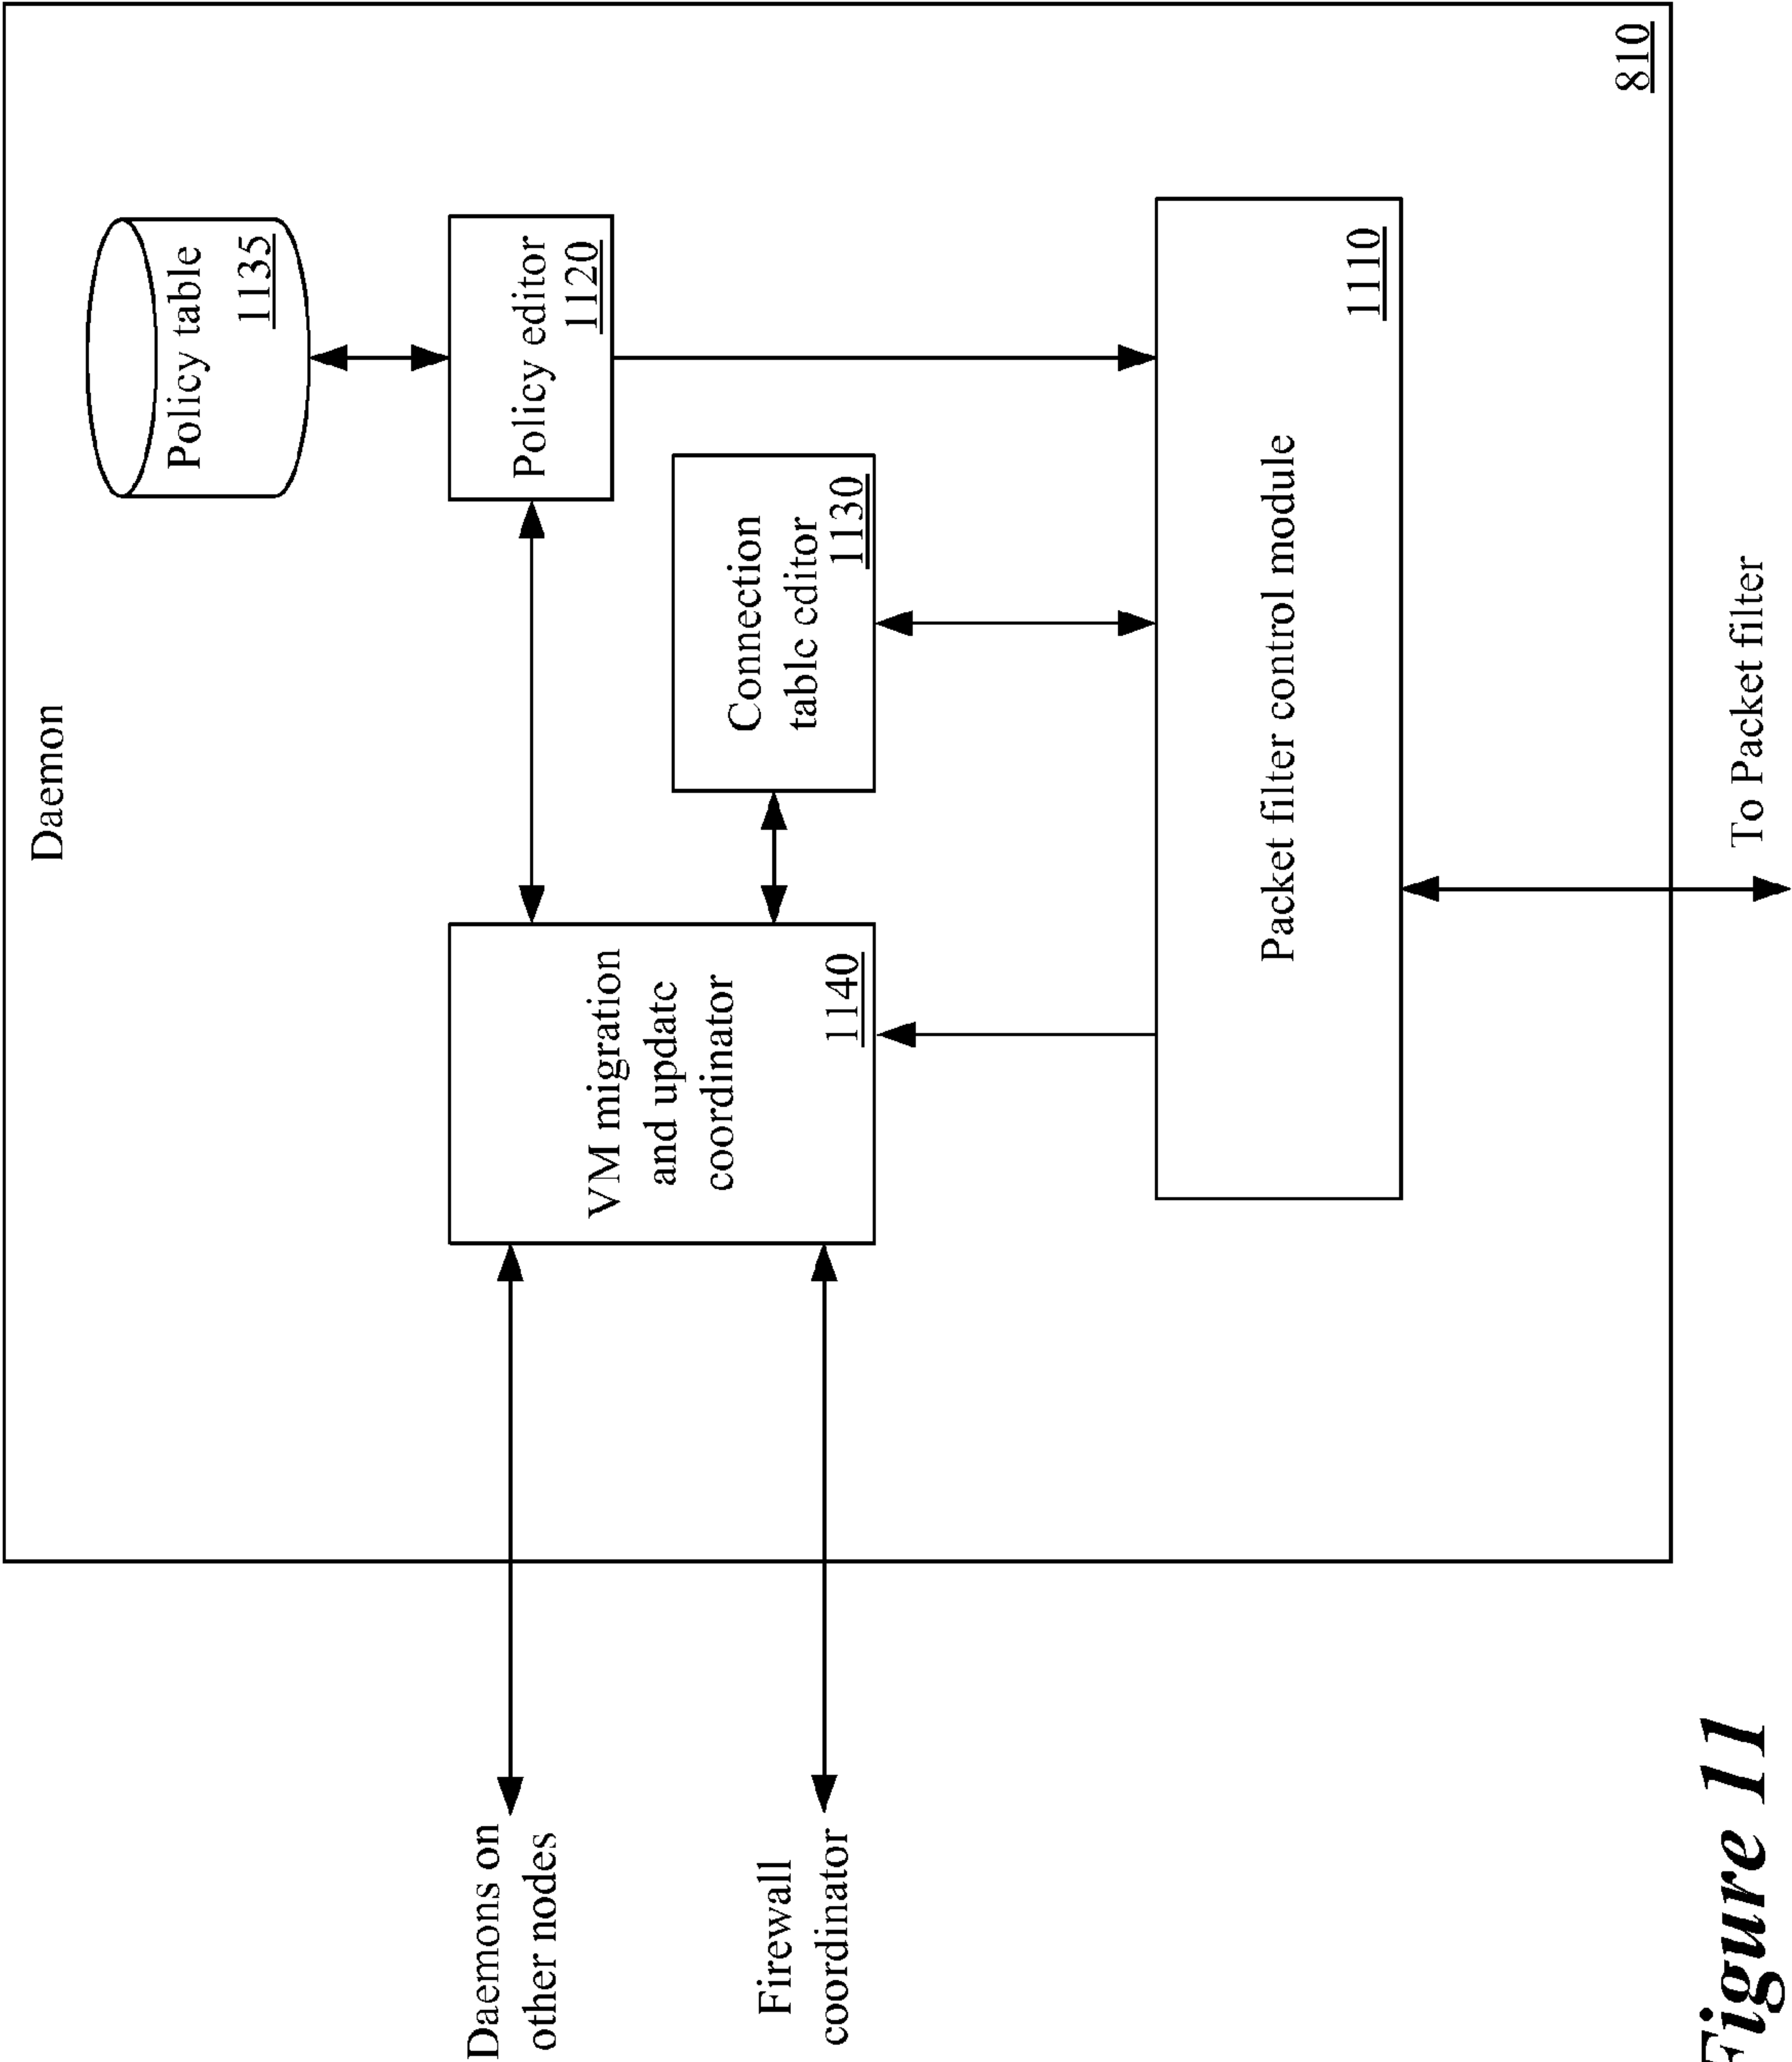 Daemon
Policy table
1135
Daemons on
other nodes
VM migration
and update
coordinator
1140
Policy editor
1120
Firewall
coordinator
Connection
table editor
1130
Packet filter control module
1110
810
To Packet filter
Figure 11